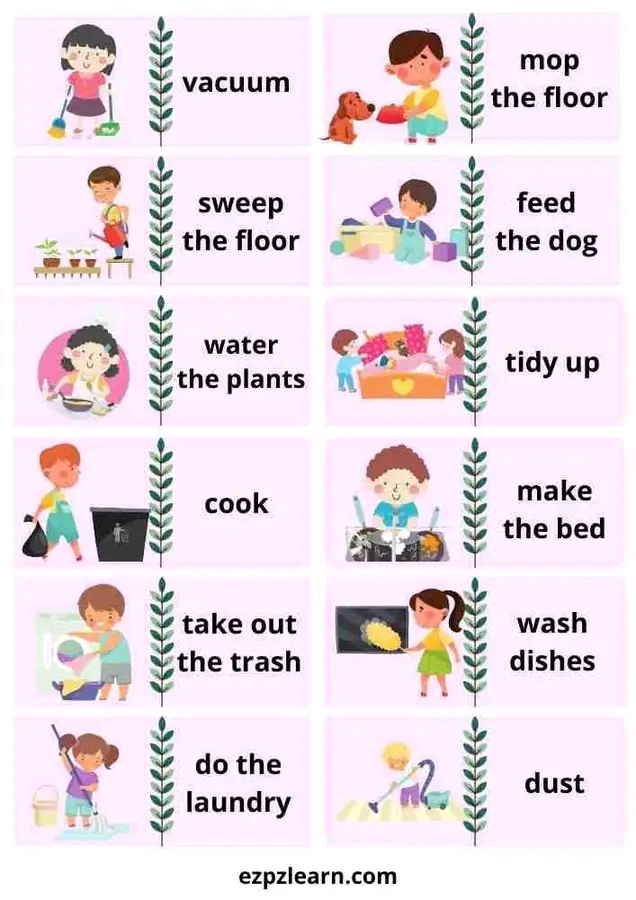 vacuum
mop
the floor
sweep
the floor
feed
the dog
water
the plants
tidy up
cook
make
the bed
take out
the trash
wash
dishes
do the
laundry
dust
ezpzlearn.com